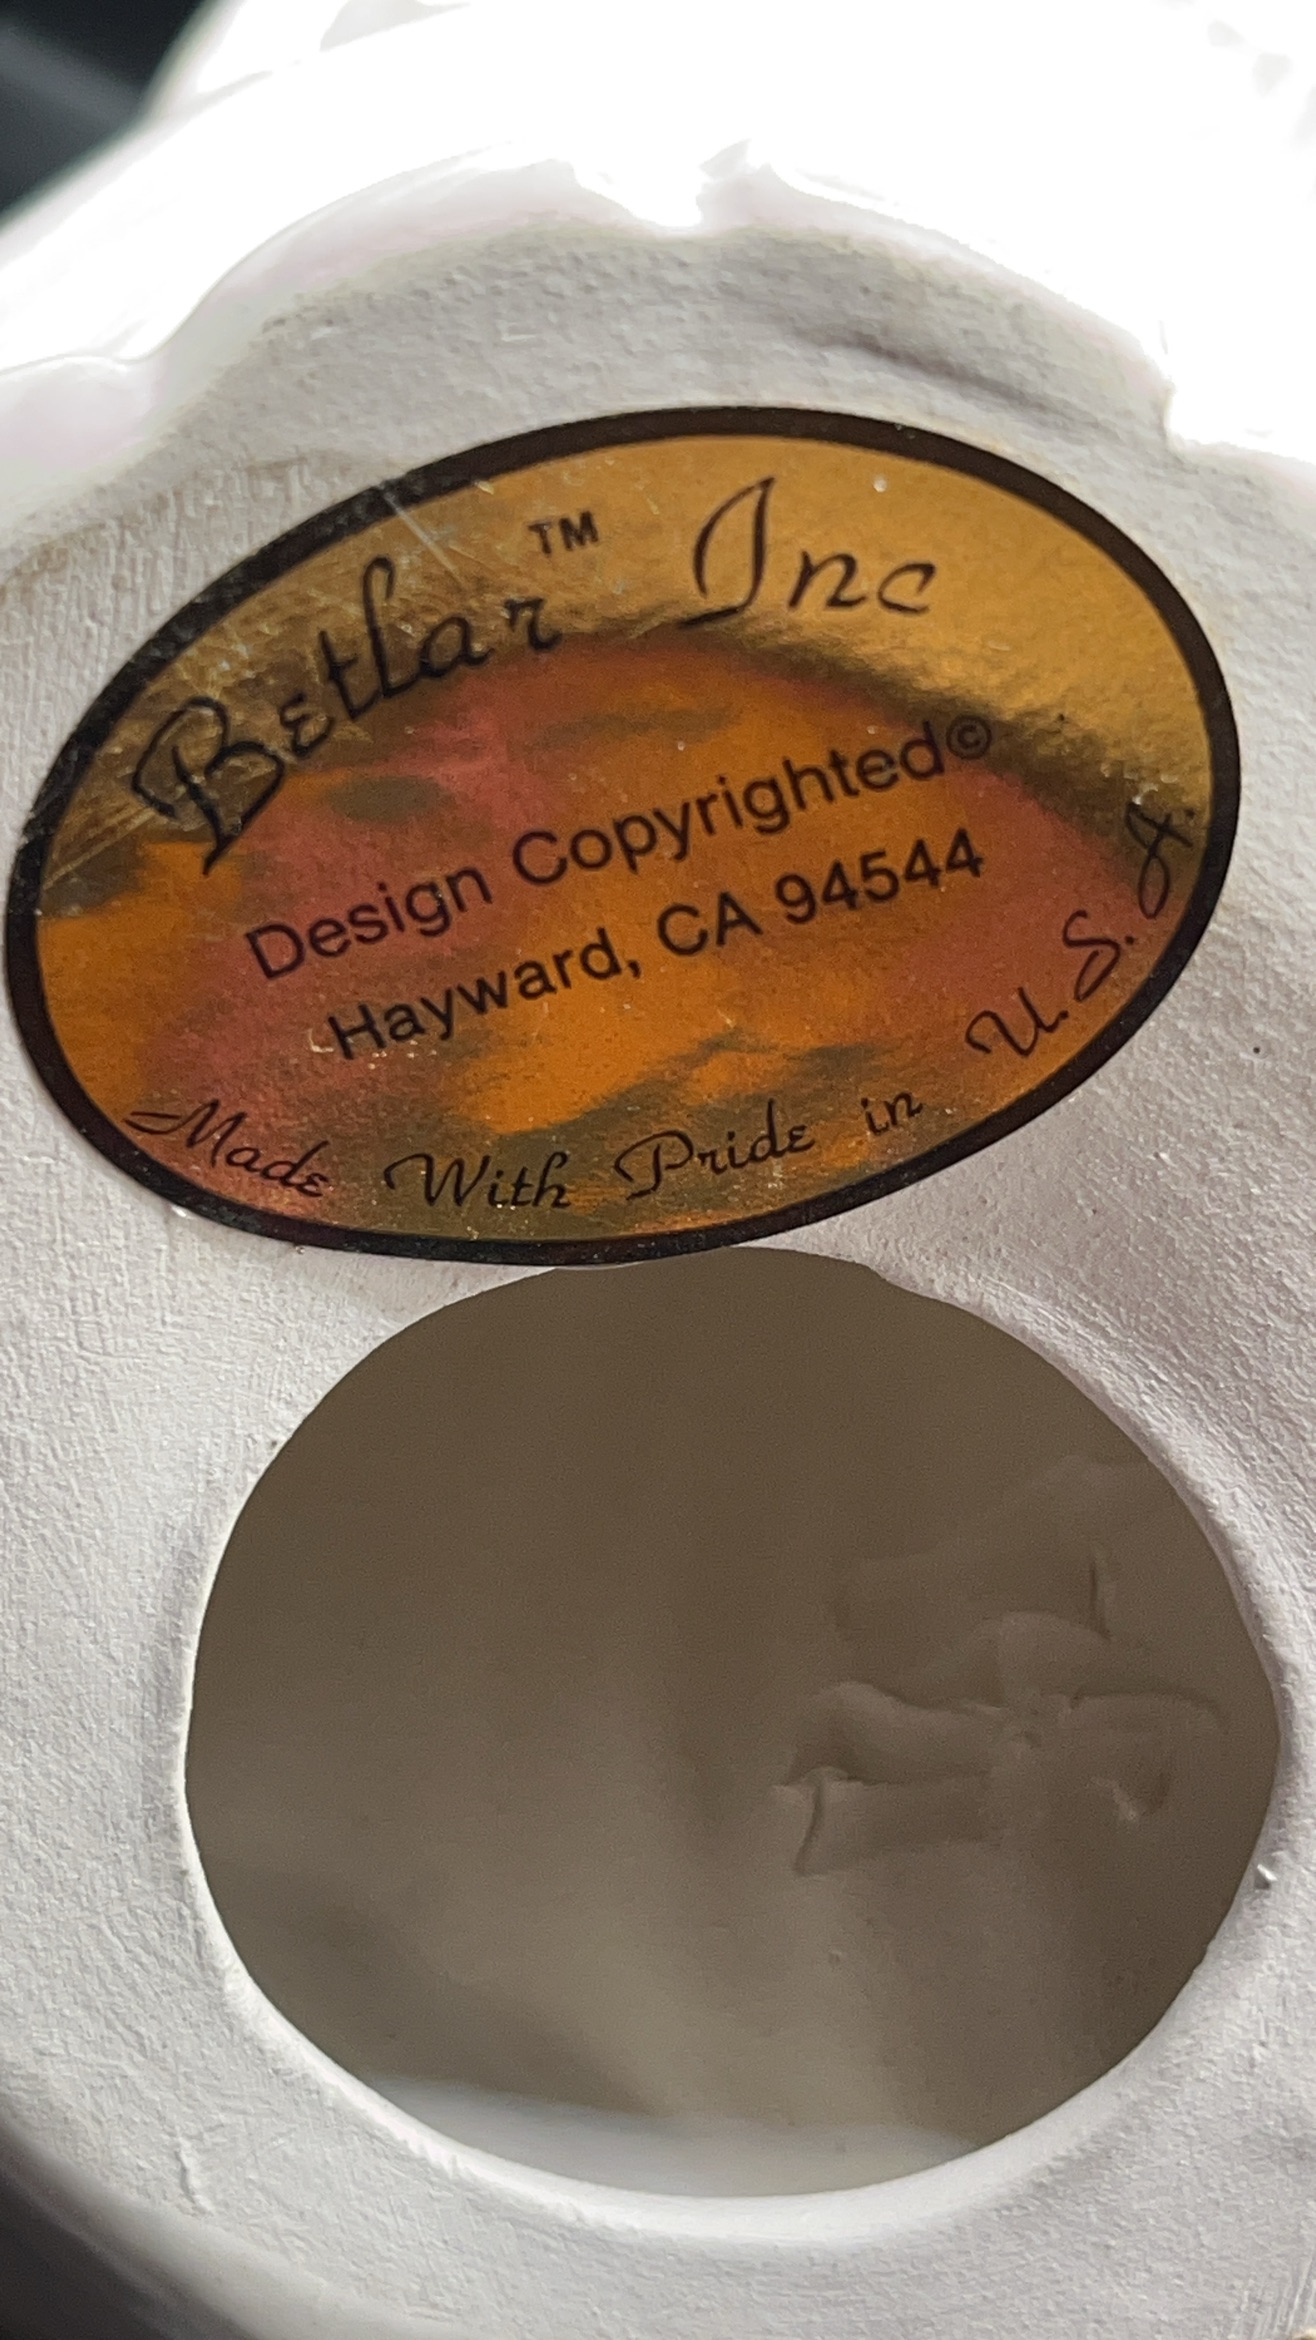 Betlar™ Inc
Design Copyrighted©
Hayward, CA 94544
Made With Pride in U.S.A.